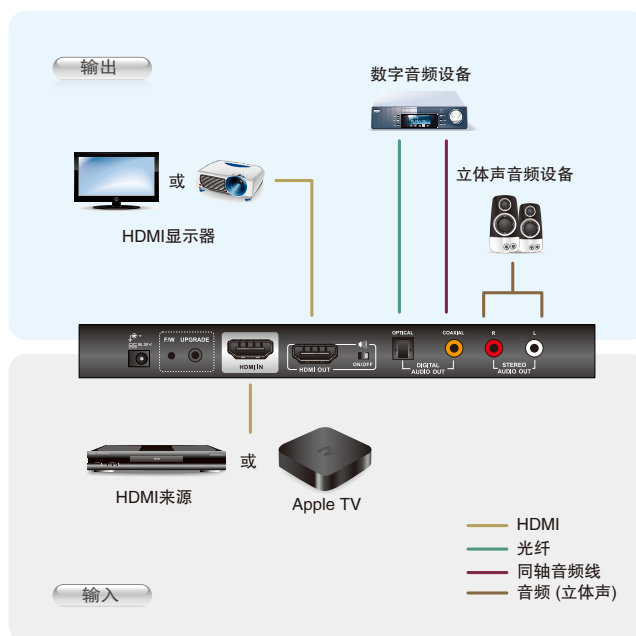 输出
数字音频设备
或
立体声音频设备
HDMI显示器
F/W UPGRADE
HDMI IN
HDMI OUT
ON/OFF
OPTICAL
COAXIAL
DIGITAL
AUDIO OUT
R
L
STEREO
AUDIO OUT
或
HDMI来源
Apple TV
HDMI
光纤
同轴音频线
音频 (立体声)
输入